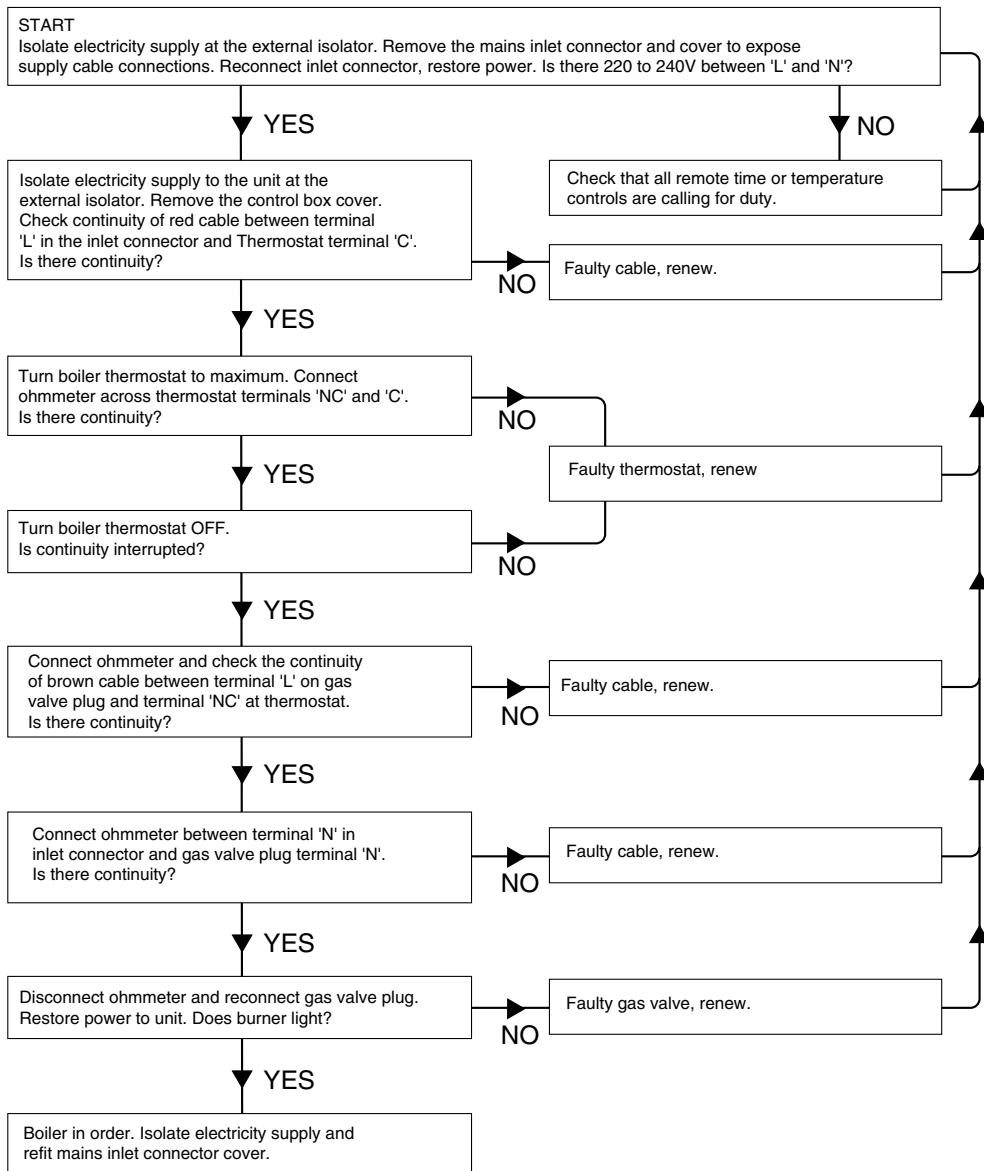 START
Isolate electricity supply at the external isolator. Remove the mains inlet connector and cover to expose
supply cable connections. Reconnect inlet connector, restore power. Is there 220 to 240V between 'L' and 'N'?
YES
NO
Isolate electricity supply to the unit at the
external isolator. Remove the control box cover.
Check continuity of red cable between terminal
'L' in the inlet connector and Thermostat terminal 'C'.
Is there continuity?
Check that all remote time or temperature
controls are calling for duty.
NO
Faulty cable, renew.
YES
Turn boiler thermostat to maximum. Connect
ohmmeter across thermostat terminals 'NC' and 'C'.
Is there continuity?
NO
YES
Faulty thermostat, renew
Turn boiler thermostat OFF.
Is continuity interrupted?
NO
YES
Connect ohmmeter and check the continuity
of brown cable between terminal 'L' on gas
valve plug and terminal 'NC' at thermostat.
Is there continuity?
NO
Faulty cable, renew.
YES
Connect ohmmeter between terminal 'N' in
inlet connector and gas valve plug terminal 'N'.
Is there continuity?
NO
Faulty cable, renew.
YES
Disconnect ohmmeter and reconnect gas valve plug.
Restore power to unit. Does burner light?
NO
Faulty gas valve, renew.
YES
Boiler in order. Isolate electricity supply and
refit mains inlet connector cover.